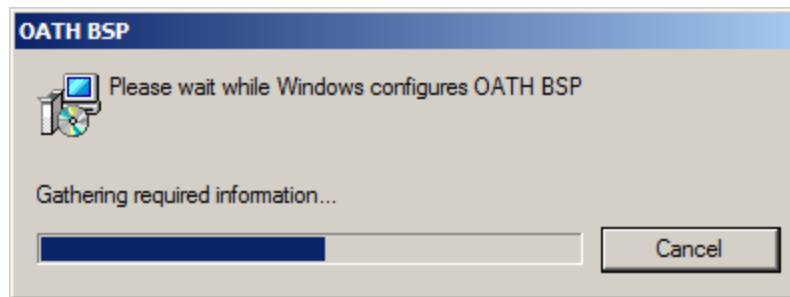 OATH BSP
Please wait while Windows configures OATH BSP
Gathering required information...
Cancel